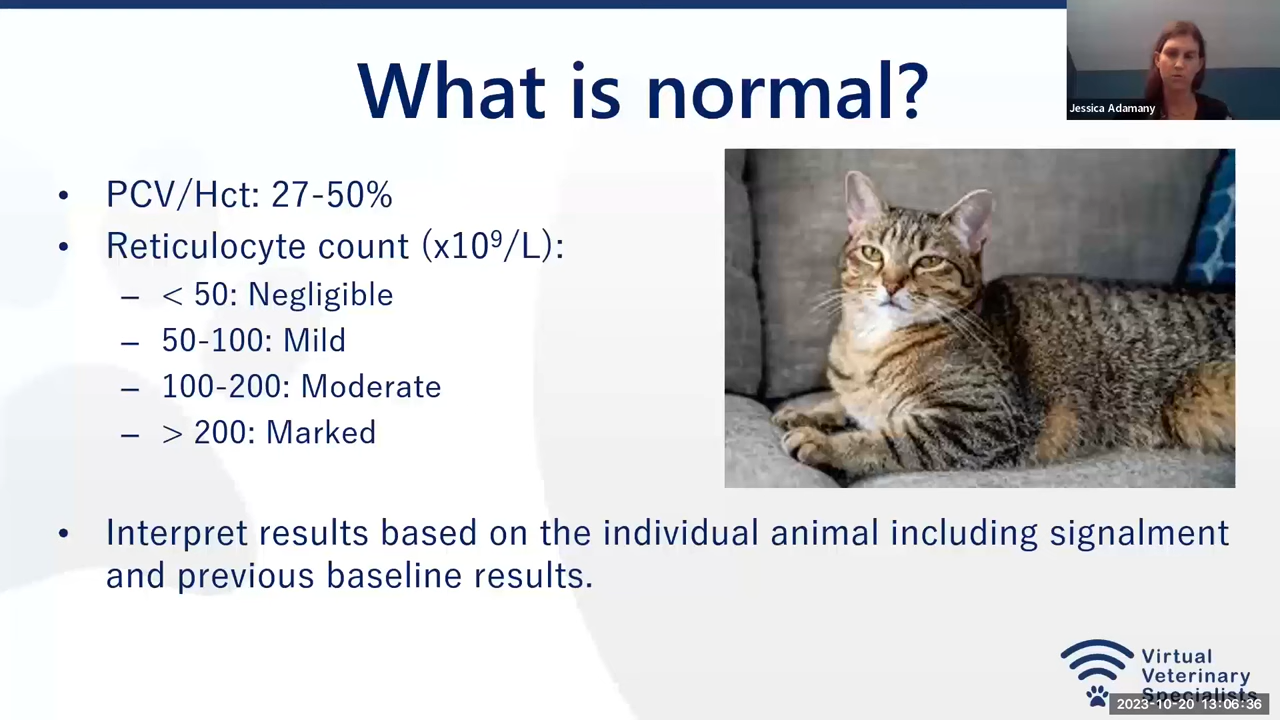 What is normal?
Jessica Adamany
• PCV/Hct: 27-50%
• Reticulocyte count (x10⁹/L):
– < 50: Negligible
– 50-100: Mild
– 100-200: Moderate
– > 200: Marked
• Interpret results based on the individual animal including signalment
and previous baseline results.
Virtual
Veterinary
Specialists
2023-10-20 13:06:36